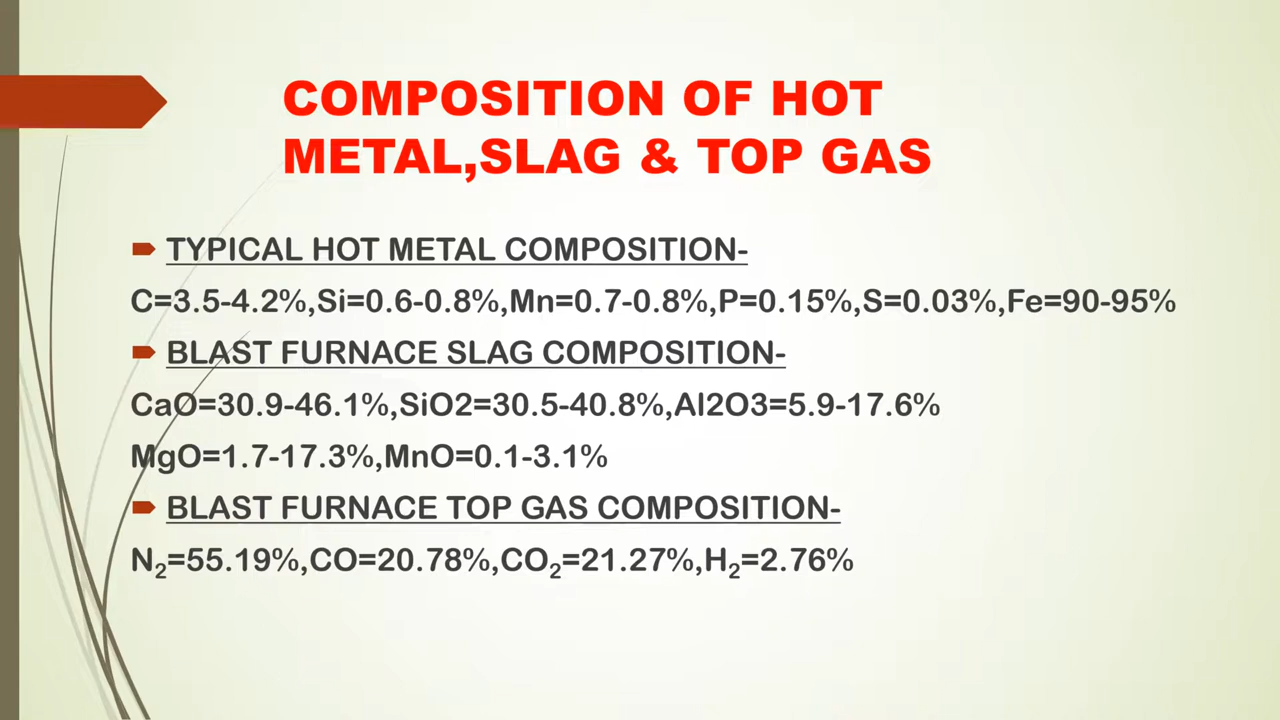 COMPOSITION OF HOT
METAL,SLAG & TOP GAS
TYPICAL HOT METAL COMPOSITION-
C=3.5-4.2%,Si=0.6-0.8%,Mn=0.7-0.8%,P=0.15%,S=0.03%,Fe=90-95%
BLAST FURNACE SLAG COMPOSITION-
CaO=30.9-46.1%,SiO2=30.5-40.8%,Al2O3=5.9-17.6%
MgO=1.7-17.3%,MnO=0.1-3.1%
BLAST FURNACE TOP GAS COMPOSITION-
N₂=55.19%,CO=20.78%,CO₂=21.27%,H₂=2.76%